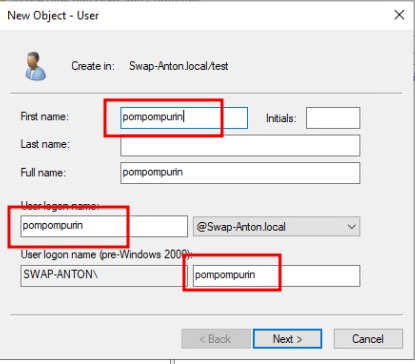 New Object - User
Create in: Swap-Anton.local/test
First name: pompompurin Initials:
Last name:
Full name: pompompurin
User logon name:
pompompurin @Swap-Anton.local
User logon name (pre-Windows 2000):
SWAP-ANTON\ pompompurin
< Back Next > Cancel